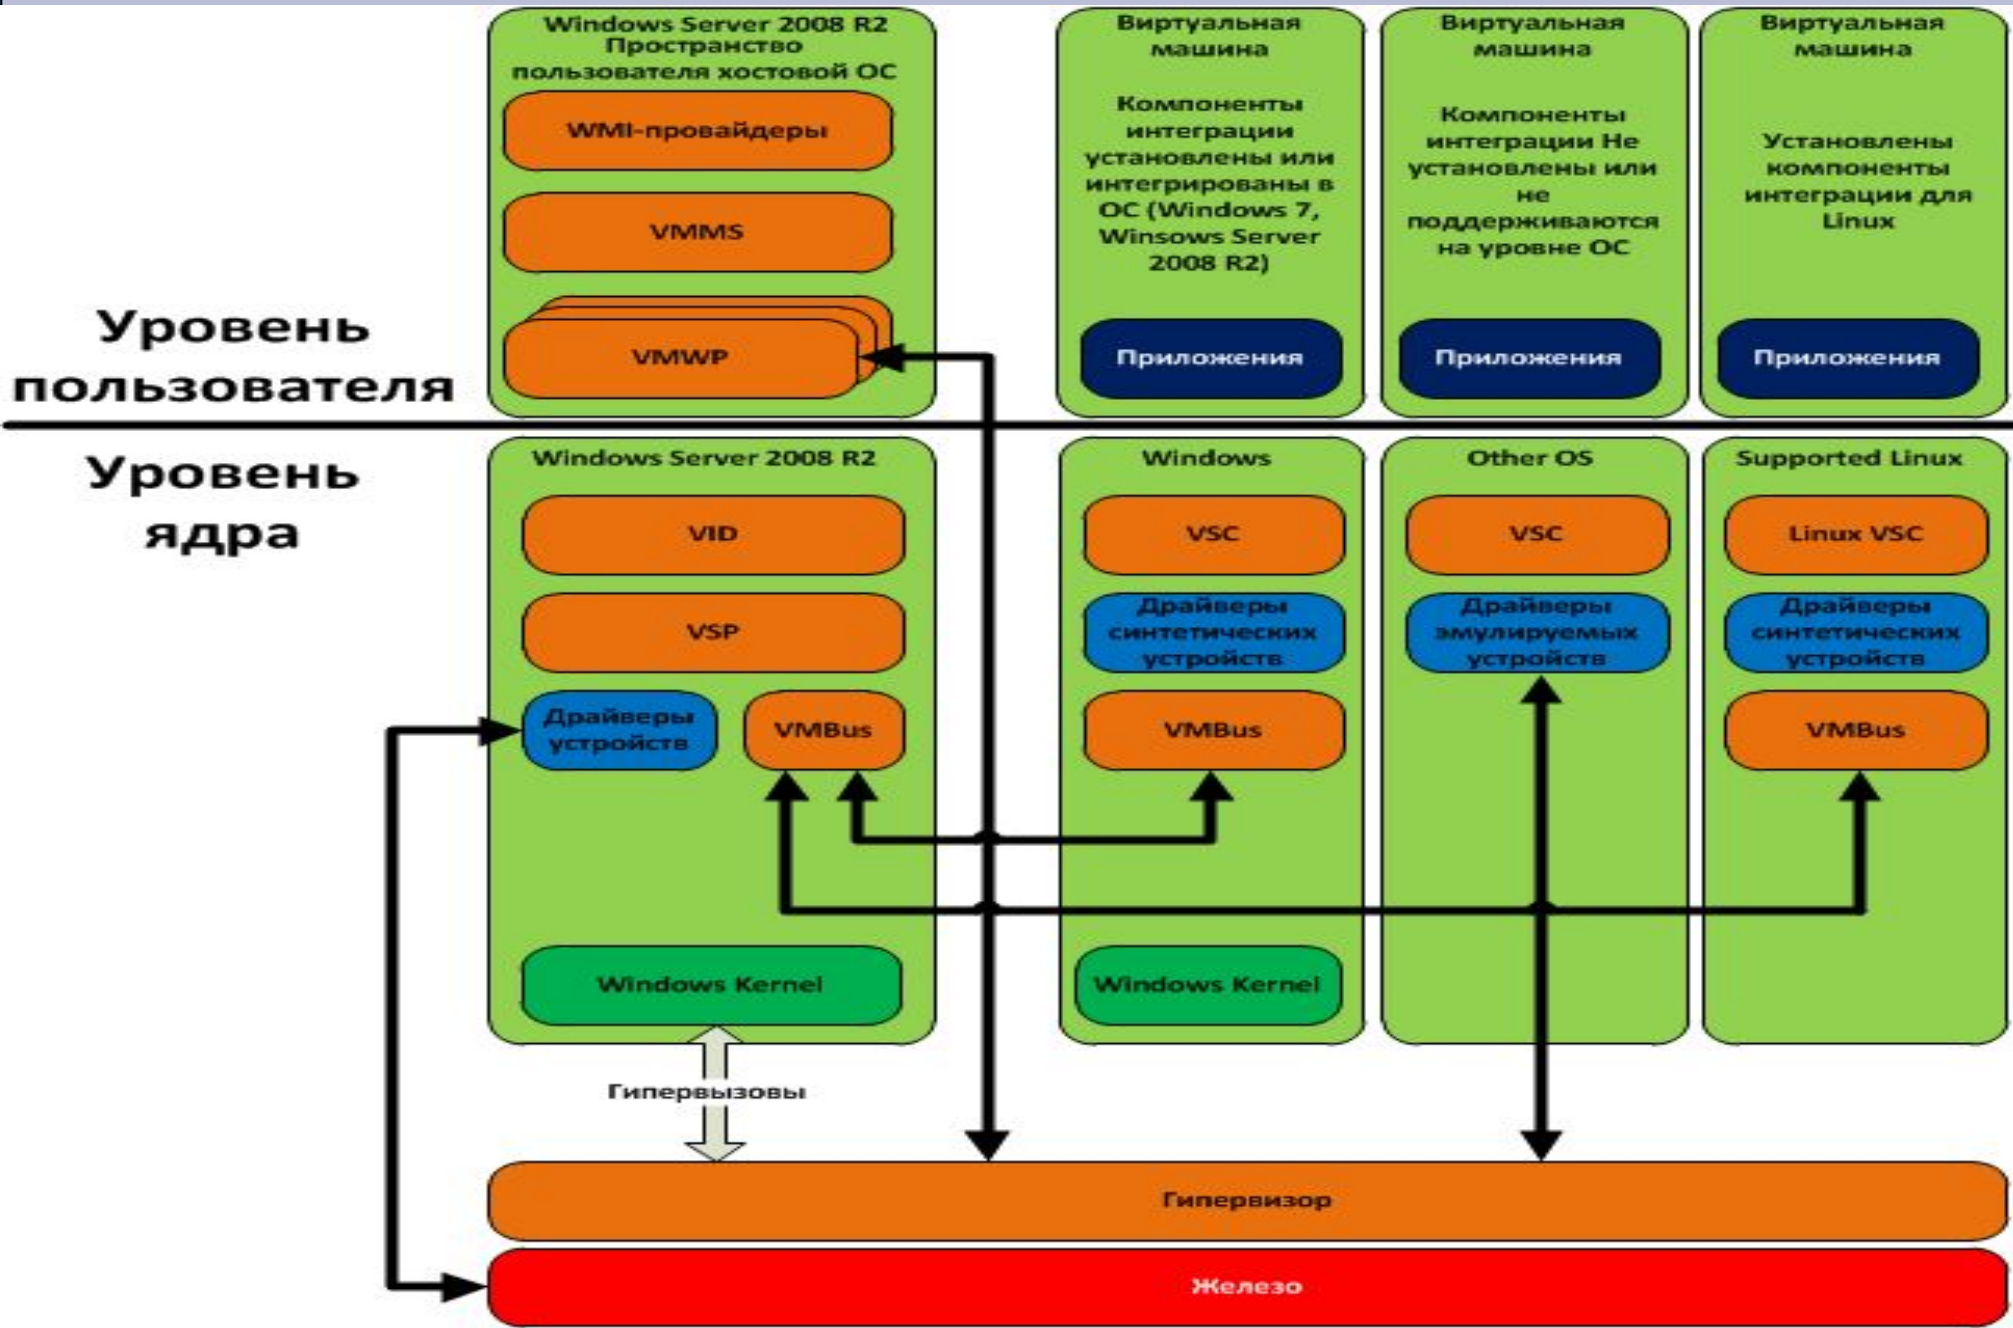 Windows Server 2008 R2
Пространство
пользователя хостовой ОС
WMI-провайдеры
VMMS
VMWP
Виртуальная
машина
Компоненты
интеграции
установлены или
интегрированы в
ОС (Windows 7,
Winsows Server
2008 R2)
Приложения
Виртуальная
машина
Компоненты
интеграции Не
установлены или
не
поддерживаются
на уровне ОС
Приложения
Виртуальная
машина
Установлены
компоненты
интеграции для
Linux
Приложения
Уровень
пользователя
Уровень
ядра
Windows Server 2008 R2
VID
VSP
Драйверы
устройств
VMBus
Windows Kernel
Windows
VSC
Драйверы
синтетических
устройств
VMBus
Windows Kernel
Other OS
VSC
Драйверы
эмулируемых
устройств
Supported Linux
Linux VSC
Драйверы
синтетических
устройств
VMBus
Гипервызовы
Гипервизор
Железо